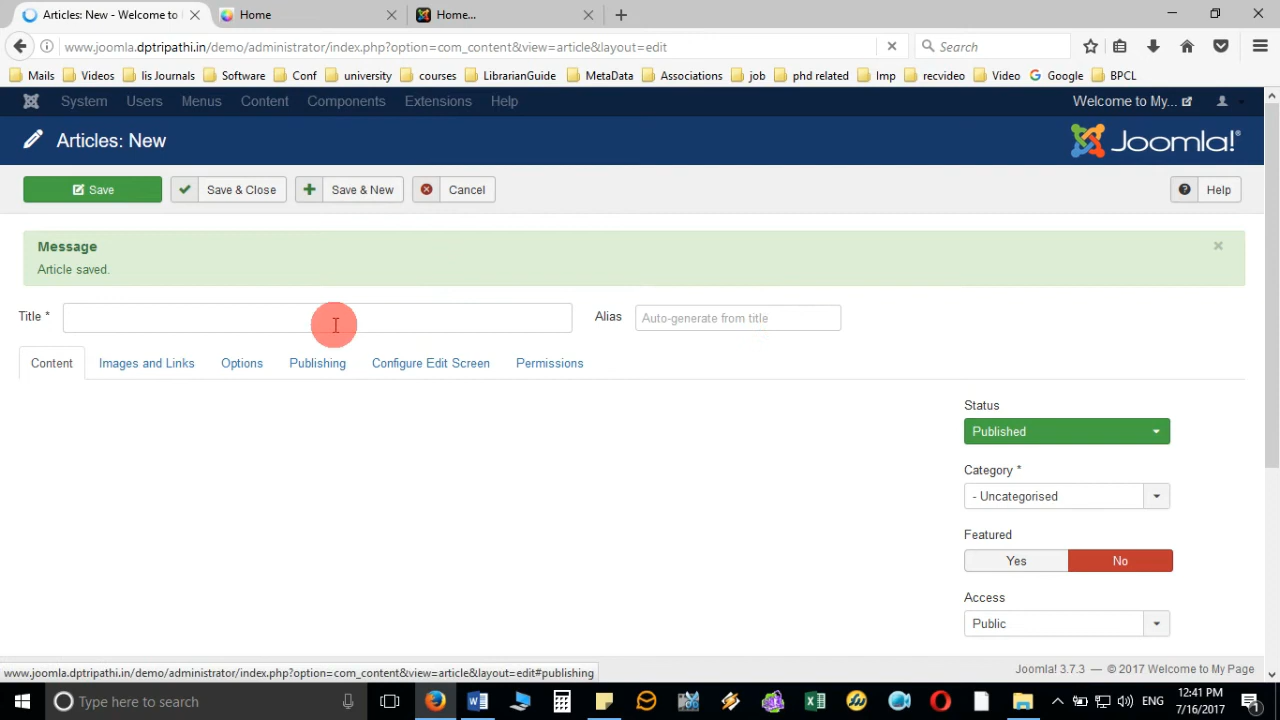 Articles: New - Welcome to
Home
Home...
www.joomla.dptripathi.in/demo/administrator/index.php?option=com_content&view=article&layout=edit
Search
Mails
Videos
lis Journals
Software
Conf
university
courses
LibrarianGuide
MetaData
Associations
job
phd related
Imp
recvideo
Video
Google
BPCL
System
Users
Menus
Content
Components
Extensions
Help
Welcome to My...
Articles: New
Joomla!®
Save
Save & Close
Save & New
Cancel
Help
Message
Article saved.
Title *
Alias
Auto-generate from title
Content
Images and Links
Options
Publishing
Configure Edit Screen
Permissions
Status
Published
Category *
- Uncategorised
Featured
Yes
No
Access
Public
www.joomla.dptripathi.in/demo/administrator/index.php?option=com_content&view=article&layout=edit#publishing
Joomla! 3.7.3 — © 2017 Welcome to My Page
Type here to search
ENG
12:41 PM
7/16/2017